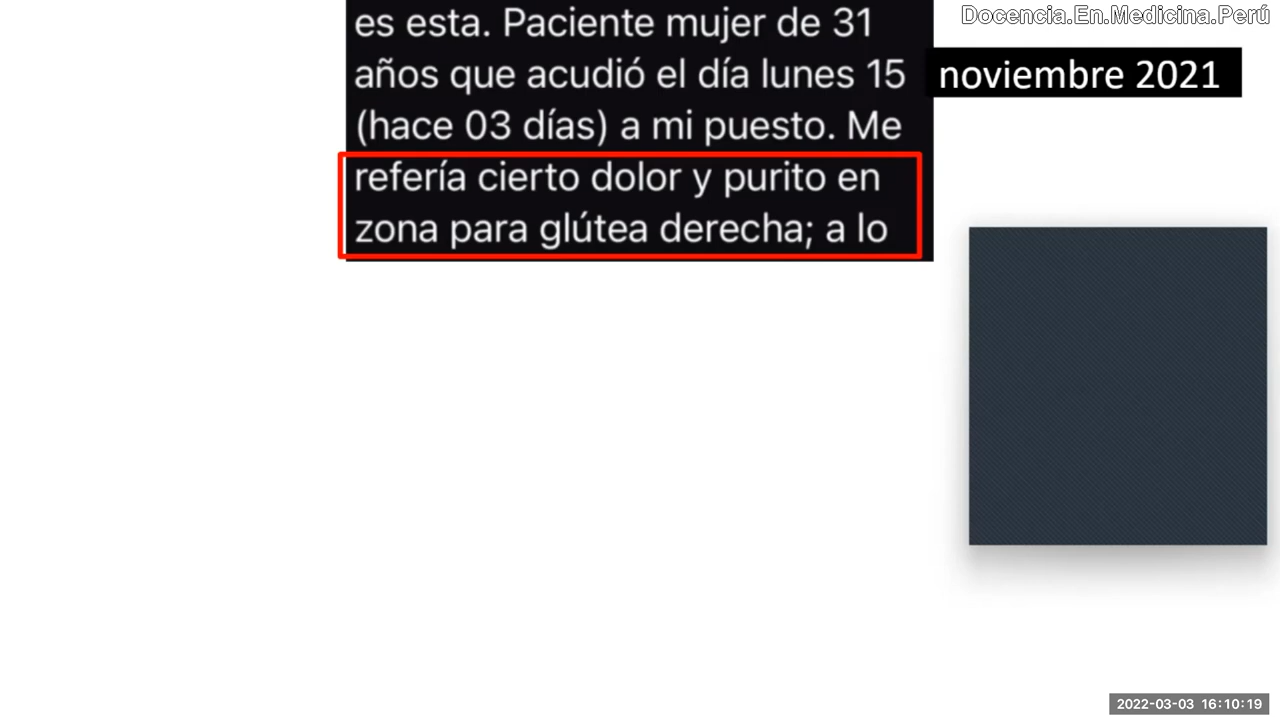 Docencia.En.Medicina.Perú
es esta. Paciente mujer de 31
años que acudió el día lunes 15
noviembre 2021
(hace 03 días) a mi puesto. Me
refería cierto dolor y purito en
zona para glútea derecha; a lo
2022-03-03 16:10:19